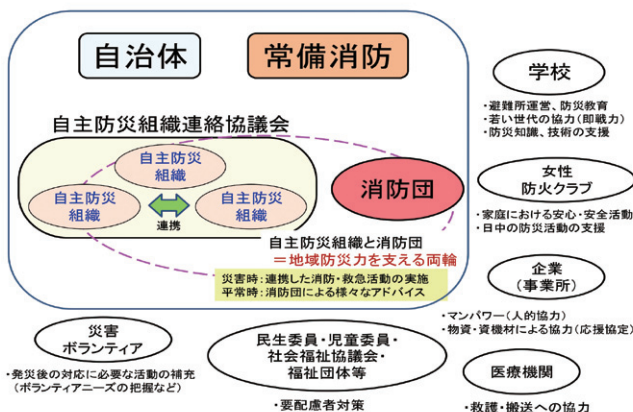 自治体
常備消防
自主防災組織連絡協議会
自主防災
組織
自主防災
組織
自主防災
組織
連携
消防団
自主防災組織と消防団
＝地域防災力を支える両輪
災害時：連携した消防・救急活動の実施
平常時：消防団による様々なアドバイス
学校
・避難所運営、防災教育
・若い世代の協力（即戦力）
・防災知識、技術の支援
女性
防火クラブ
・家庭における安心・安全活動
・日中の防災活動の支援
企業
（事業所）
・マンパワー（人的協力）
・物資・資機材による協力（応援協定）
災害
ボランティア
・発災後の対応に必要な活動の補充
（ボランティアニーズの把握など）
民生委員・児童委員・
社会福祉協議会・
福祉団体等
・要配慮者対策
医療機関
・救護・搬送への協力